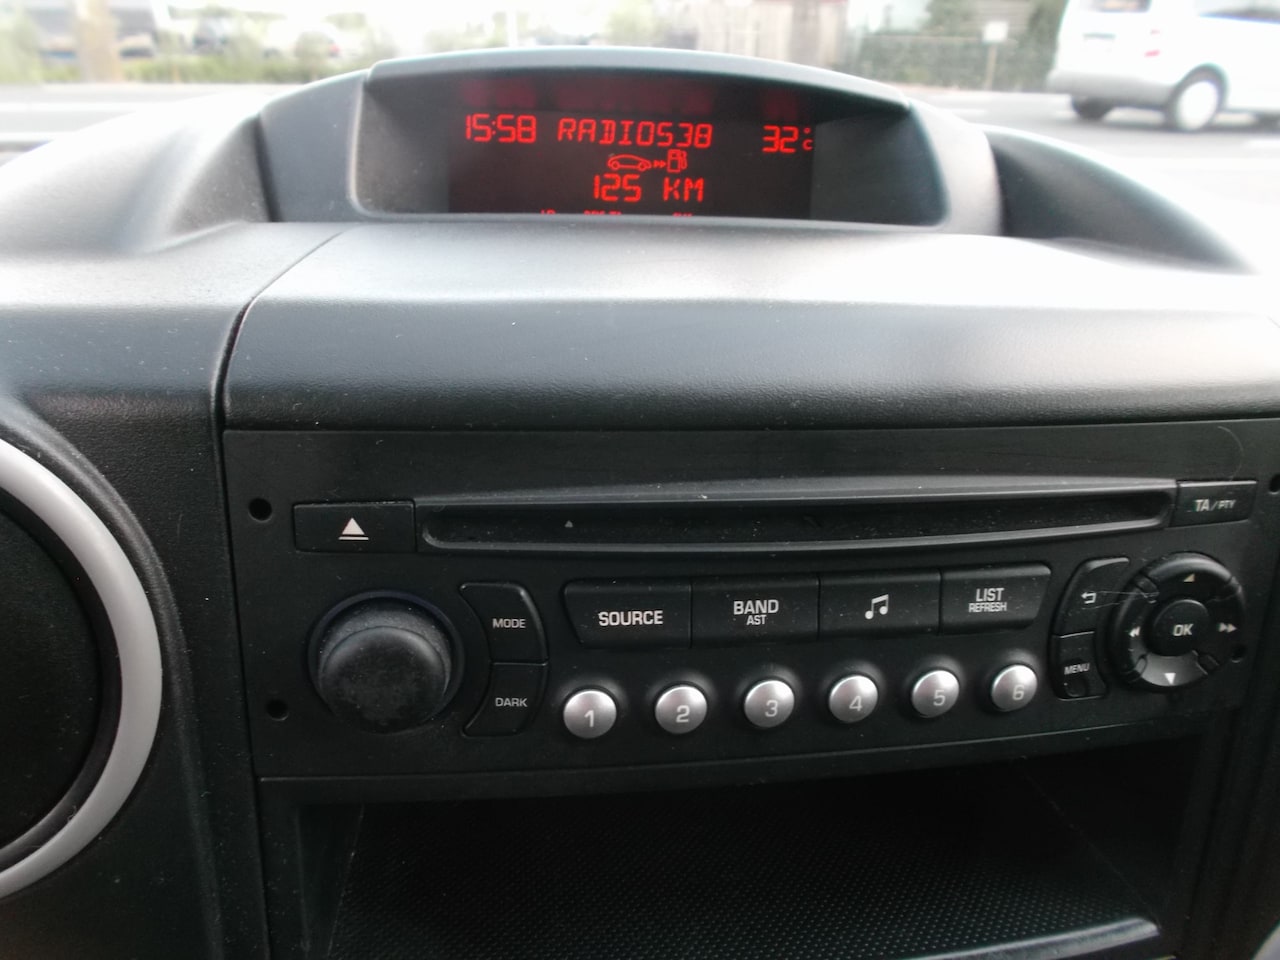 15:58 RADIO538 32°C
125 KM
TA/PTY
SOURCE
BAND
AST
LIST
REFRESH
MODE
DARK
OK
MENU
1 2 3 4 5 6